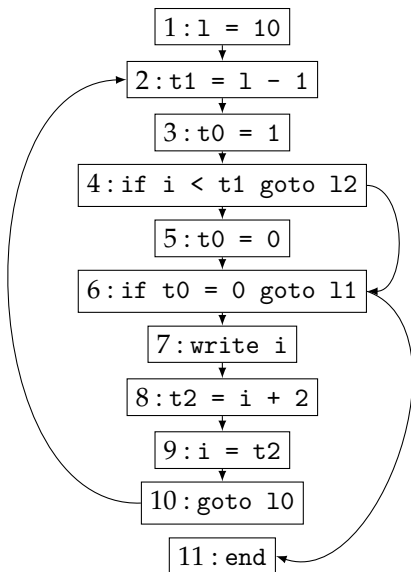 1 : l = 10
2 : t1 = l - 1
3 : t0 = 1
4 : if i < t1 goto l2
5 : t0 = 0
6 : if t0 = 0 goto l1
7 : write i
8 : t2 = i + 2
9 : i = t2
10 : goto l0
11 : end